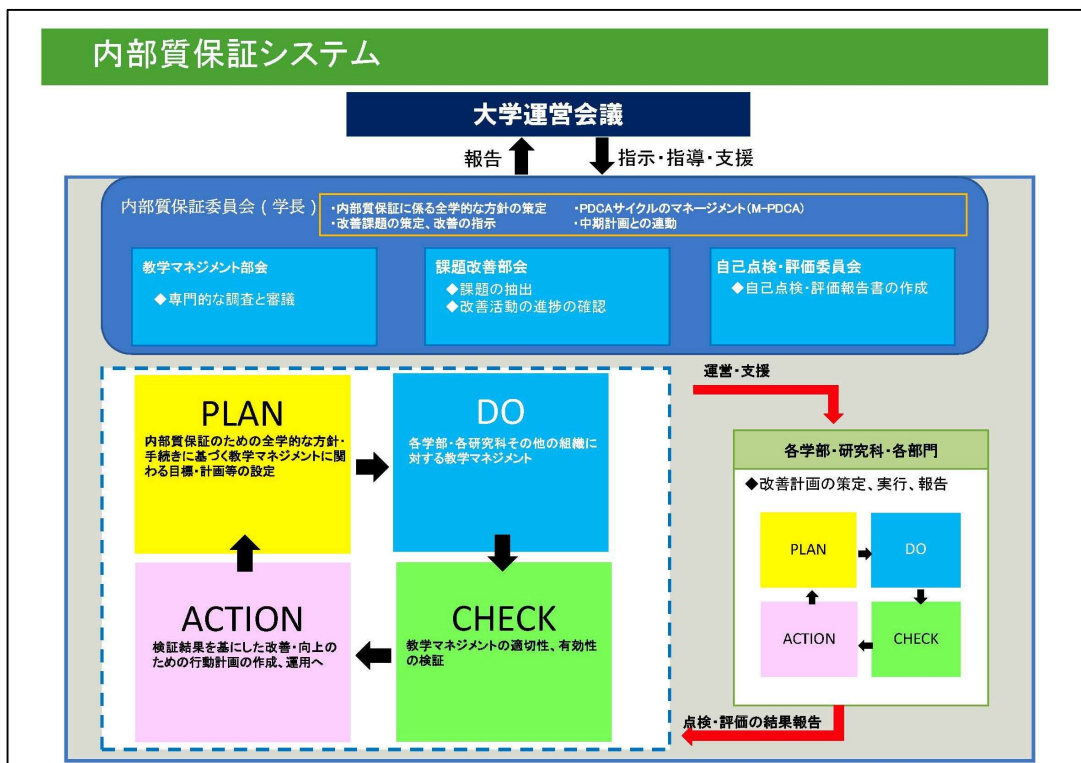 内部質保証システム
大学運営会議
報告
指示・指導・支援
内部質保証委員会 ( 学長 )
・内部質保証に係る全学的な方針の策定
・PDCAサイクルのマネージメント(M-PDCA)
・改善課題の策定、改善の指示
・中期計画との連動
教学マネジメント部会
◆専門的な調査と審議
課題改善部会
◆課題の抽出
◆改善活動の進捗の確認
自己点検・評価委員会
◆自己点検・評価報告書の作成
PLAN
内部質保証のための全学的な方針・
手続きに基づく教学マネジメントに関
わる目標・計画等の設定
DO
各学部・各研究科その他の組織に
対する教学マネジメント
ACTION
検証結果を基にした改善・向上の
ための行動計画の作成、運用へ
CHECK
教学マネジメントの適切性、有効性
の検証
運営・支援
各学部・研究科・各部門
◆改善計画の策定、実行、報告
PLAN
DO
ACTION
CHECK
点検・評価の結果報告